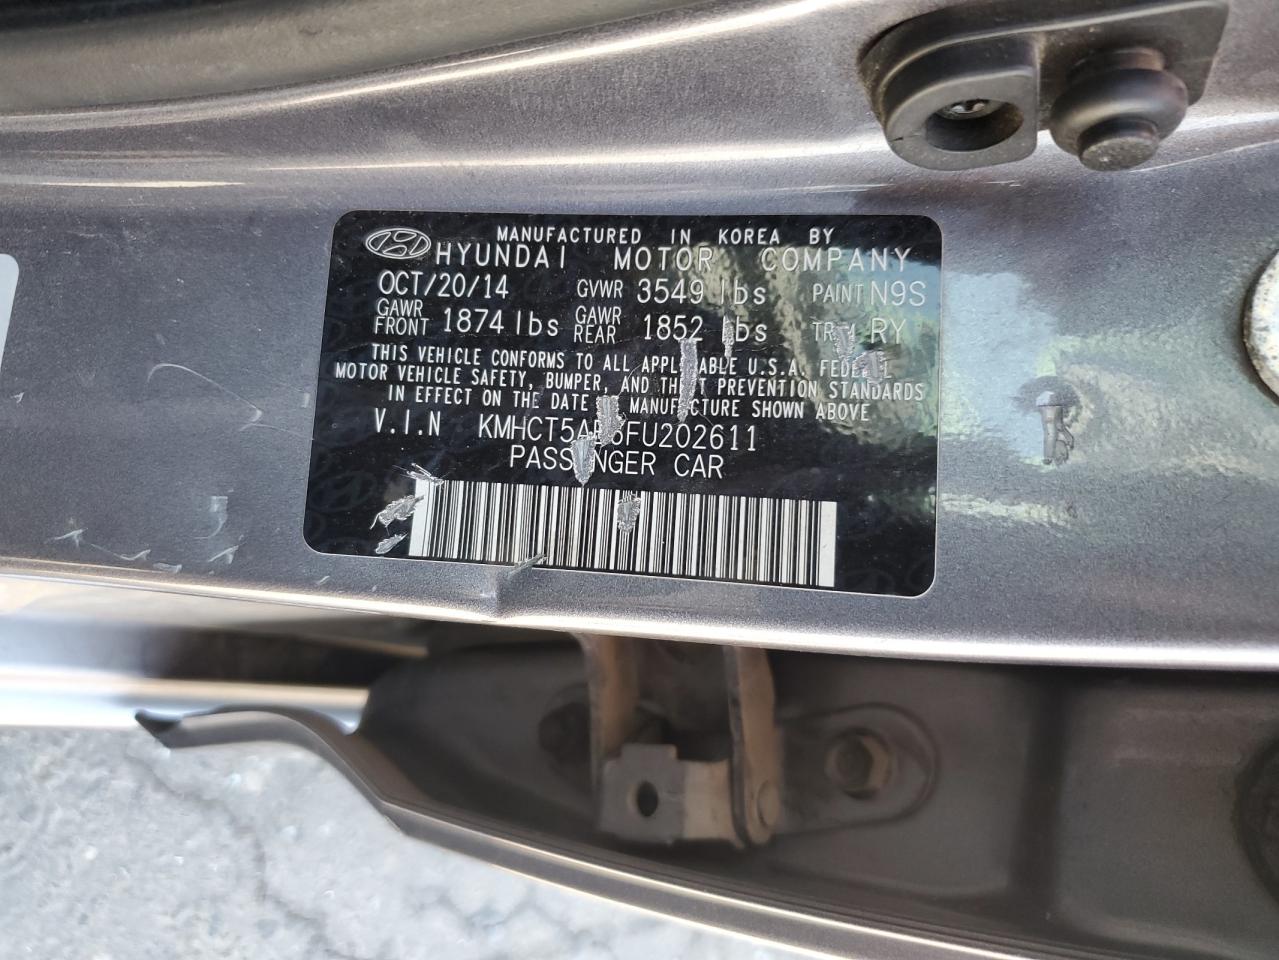 MANUFACTURED IN KOREA BY
HYUNDAI MOTOR COMPANY
OCT/20/14 GVWR 3549 lbs PAINT N9S
GAWR FRONT 1874 lbs GAWR REAR 1852 lbs TRIM RY
THIS VEHICLE CONFORMS TO ALL APPLICABLE U.S.A. FEDERAL
MOTOR VEHICLE SAFETY, BUMPER, AND THEFT PREVENTION STANDARDS
IN EFFECT ON THE DATE OF MANUFACTURE SHOWN ABOVE
V.I.N
PASSENGER CAR